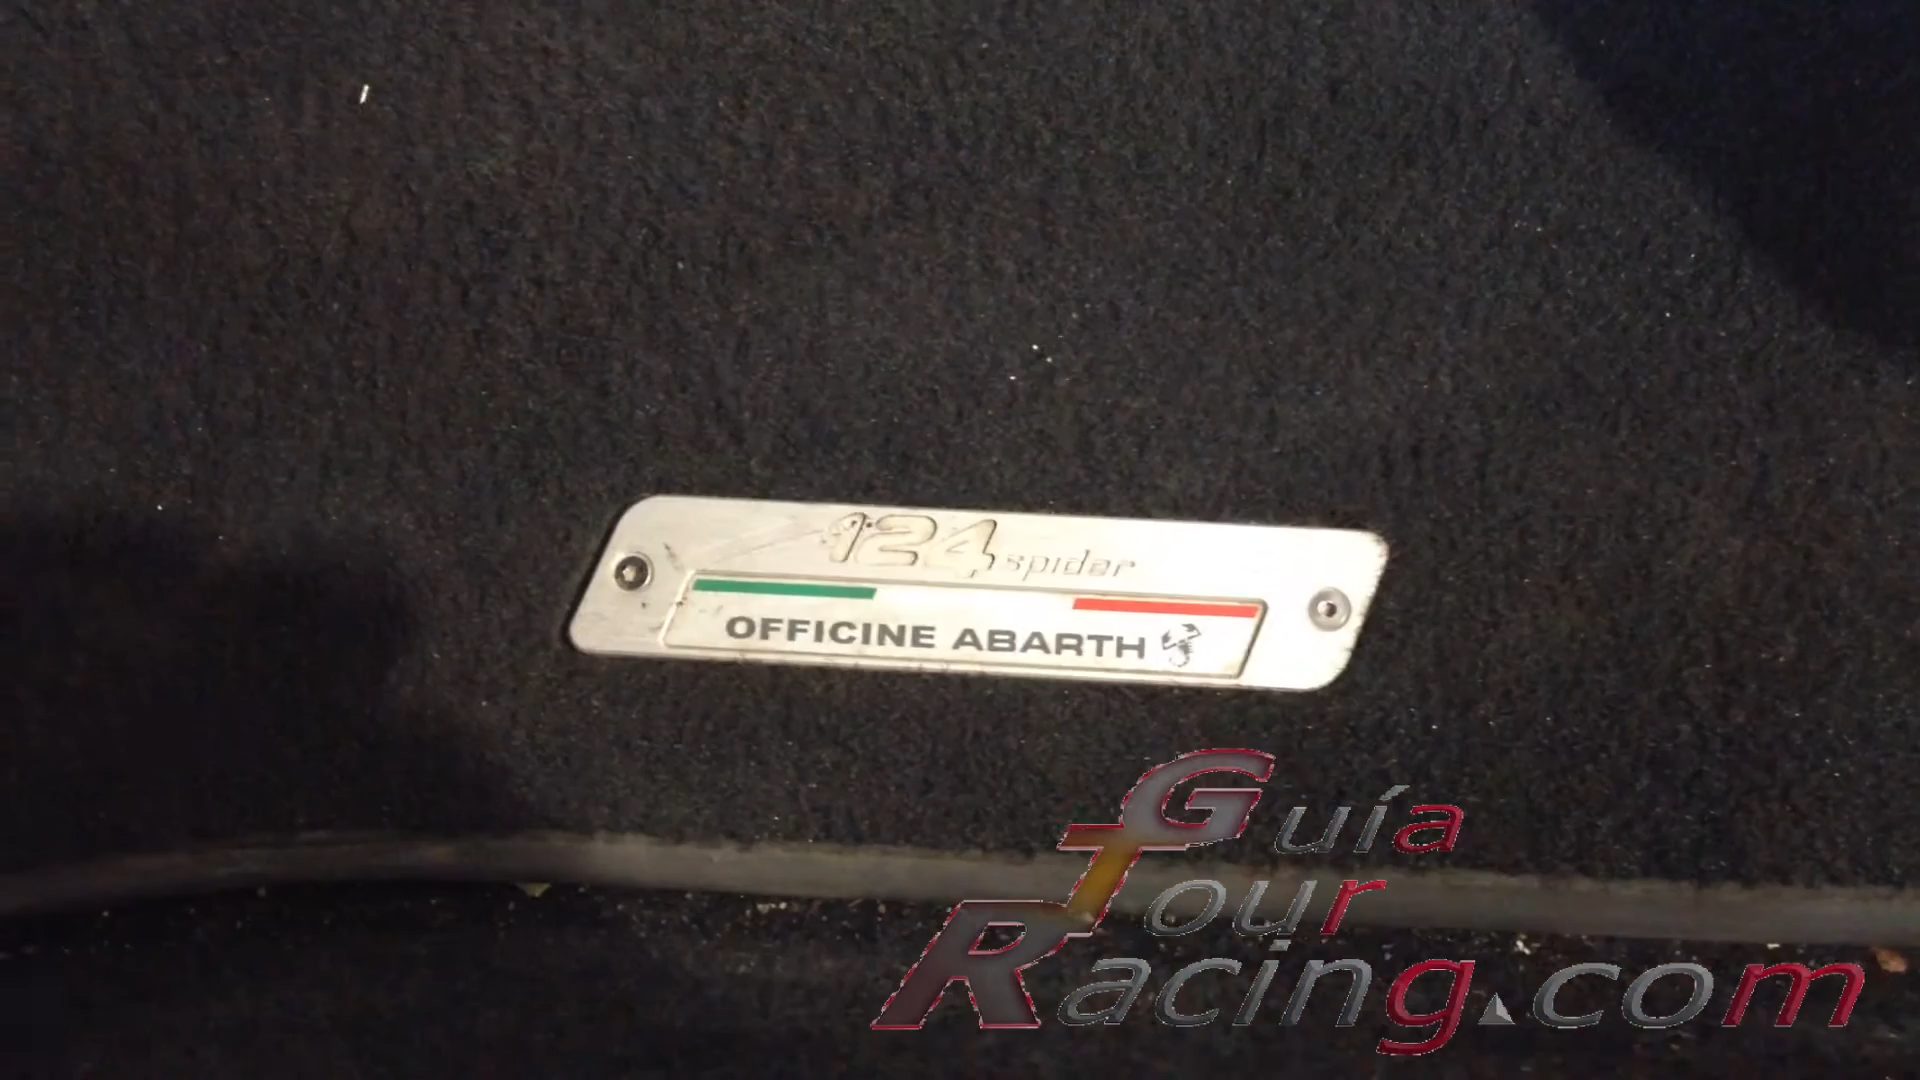 124 spider
OFFICINE ABARTH
Guía
Tour
Racing.com